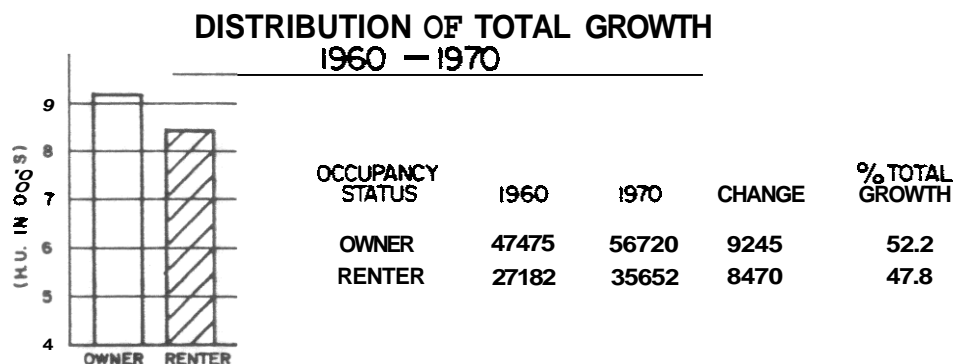 DISTRIBUTION OF TOTAL GROWTH
1960 — 1970
9
8
7
6
5
4
(H.U. IN 000'S)
OWNER RENTER
OCCUPANCY STATUS 1960 1970 CHANGE % TOTAL GROWTH
OWNER 47475 56720 9245 52.2
RENTER 27182 35652 8470 47.8